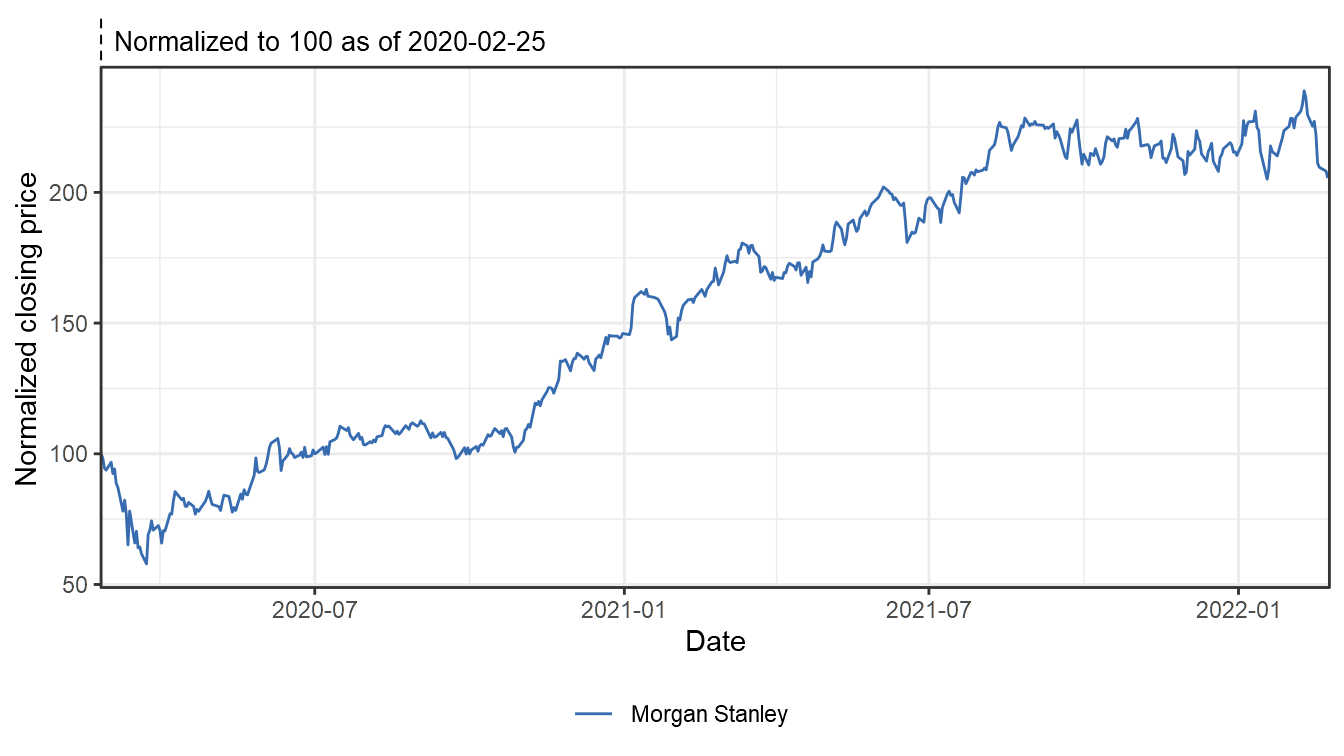 Normalized to 100 as of 2020-02-25
Normalized closing price
200
150
100
50
2020-07
2021-01
2021-07
2022-01
Date
Morgan Stanley